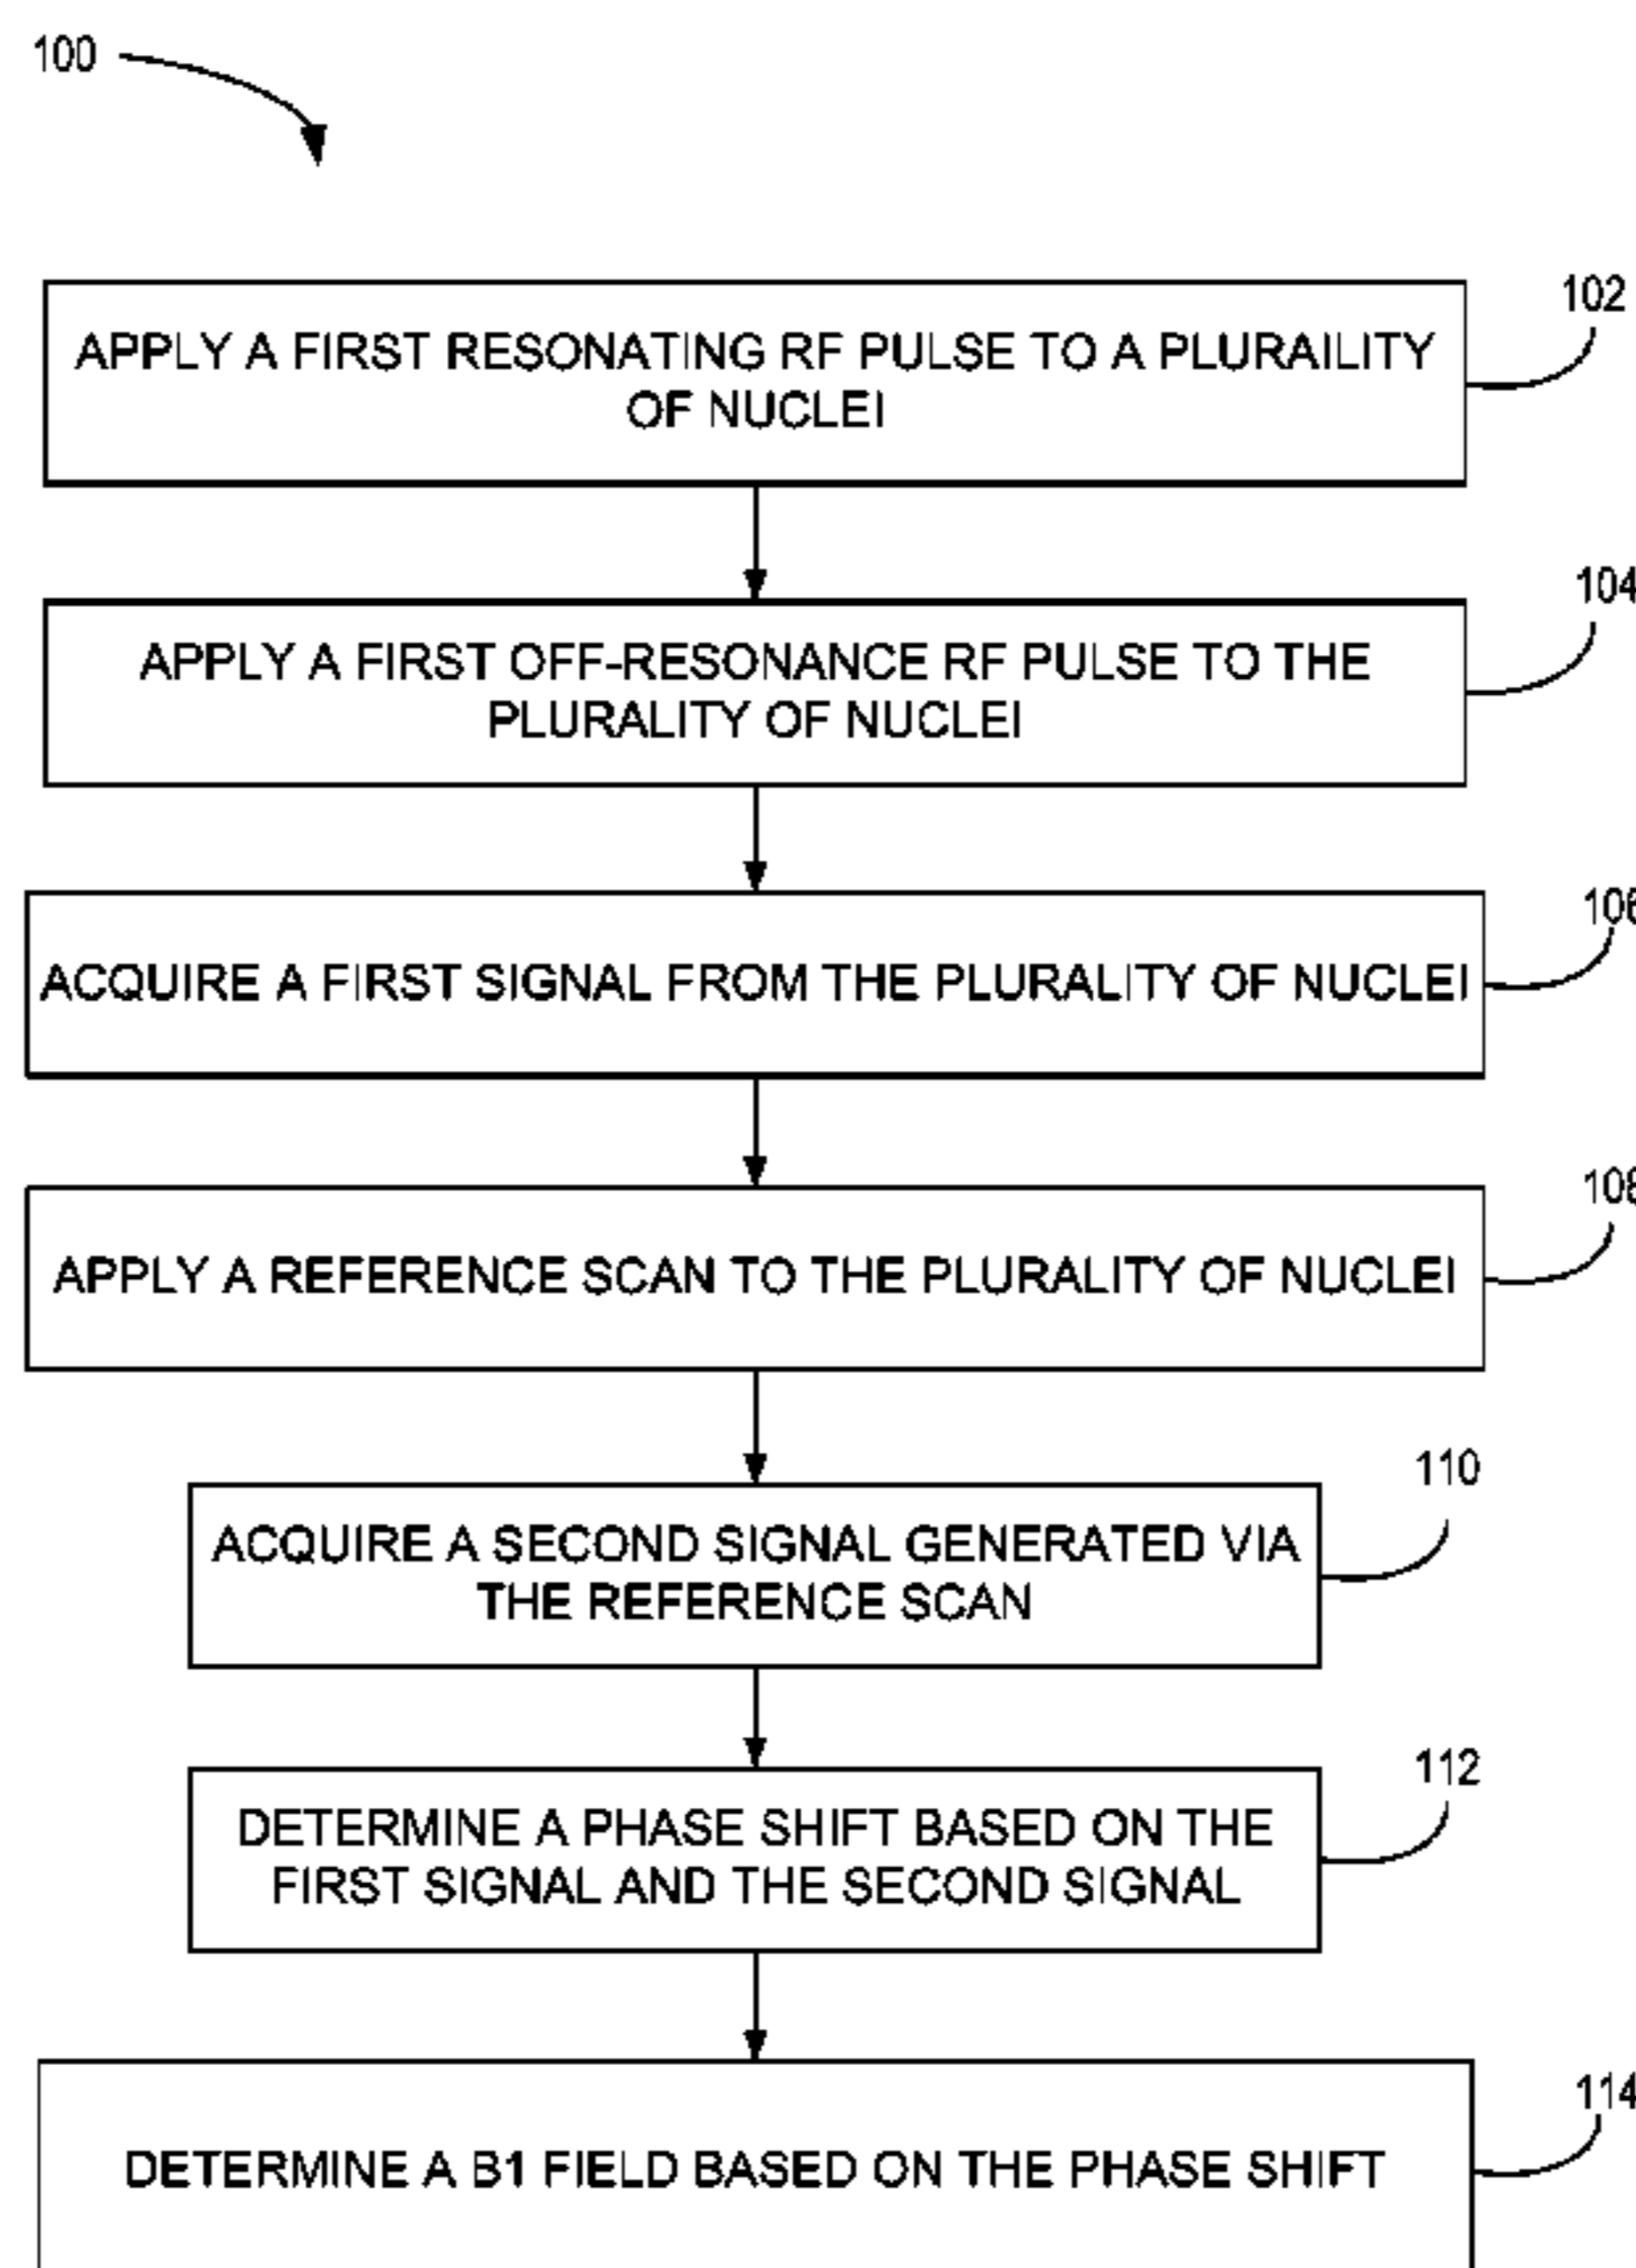 100
102
APPLY A FIRST RESONATING RF PULSE TO A PLURAILITY
OF NUCLEI
104
APPLY A FIRST OFF-RESONANCE RF PULSE TO THE
PLURALITY OF NUCLEI
106
ACQUIRE A FIRST SIGNAL FROM THE PLURALITY OF NUCLEI
108
APPLY A REFERENCE SCAN TO THE PLURALITY OF NUCLEI
110
ACQUIRE A SECOND SIGNAL GENERATED VIA
THE REFERENCE SCAN
112
DETERMINE A PHASE SHIFT BASED ON THE
FIRST SIGNAL AND THE SECOND SIGNAL
114
DETERMINE A B1 FIELD BASED ON THE PHASE SHIFT